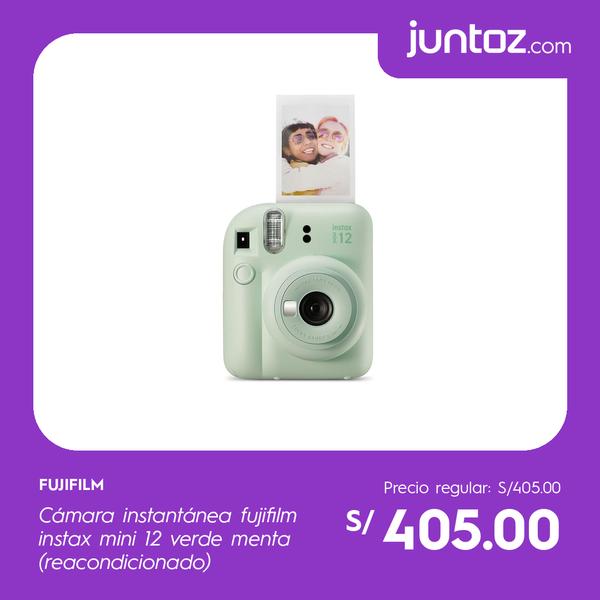 juntoz.com
instax
12
FUJIFILM
Cámara instantánea fujifilm
instax mini 12 verde menta
(reacondicionado)
Precio regular: S/405.00
S/ 405.00